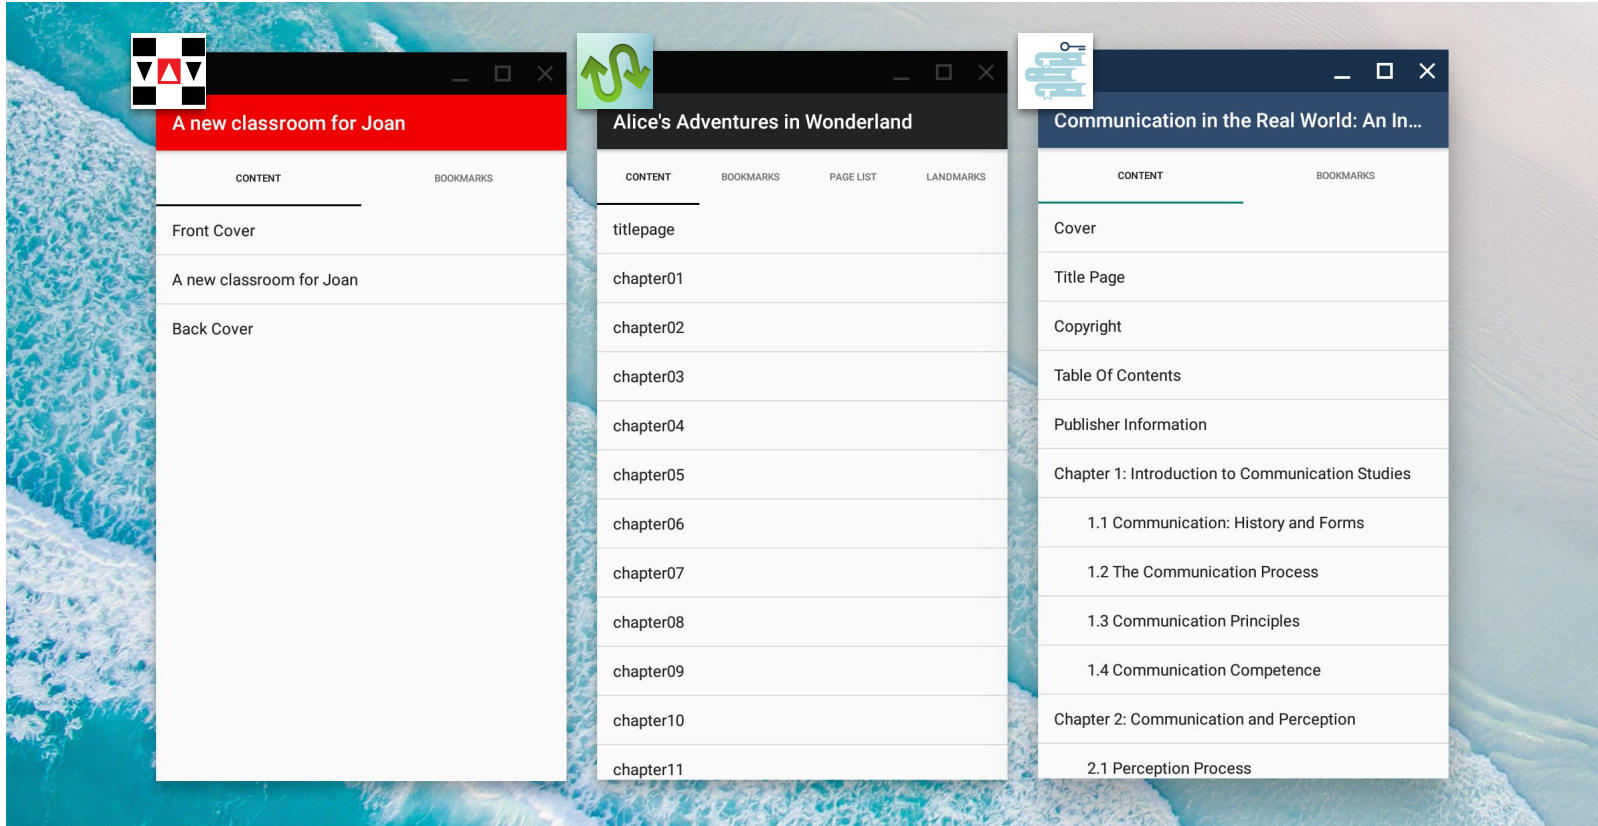 A new classroom for Joan
CONTENT
BOOKMARKS
Front Cover
A new classroom for Joan
Back Cover
Alice's Adventures in Wonderland
CONTENT
BOOKMARKS
PAGE LIST
LANDMARKS
titlepage
chapter01
chapter02
chapter03
chapter04
chapter05
chapter06
chapter07
chapter08
chapter09
chapter10
chapter11
Communication in the Real World: An In...
CONTENT
BOOKMARKS
Cover
Title Page
Copyright
Table Of Contents
Publisher Information
Chapter 1: Introduction to Communication Studies
1.1 Communication: History and Forms
1.2 The Communication Process
1.3 Communication Principles
1.4 Communication Competence
Chapter 2: Communication and Perception
2.1 Perception Process